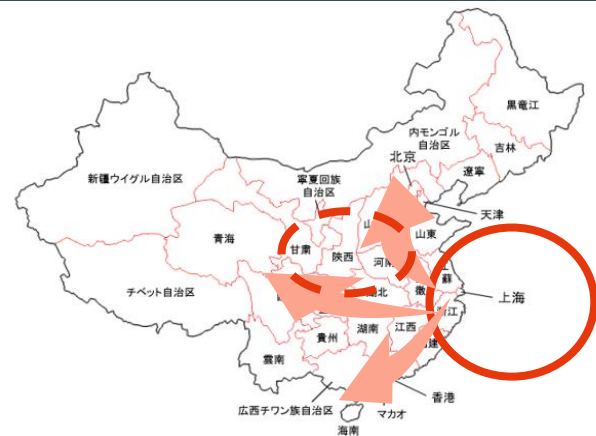 黒竜江
内モンゴル
自治区
吉林
北京
遼寧
新疆ウイグル自治区
寧夏回族
自治区
天津
青海
甘粛
山東
陝西
河南
蘇
チベット自治区
上海
浙江
湖南
江西
貴州
雲南
香港
広西チワン族自治区
マカオ
海南